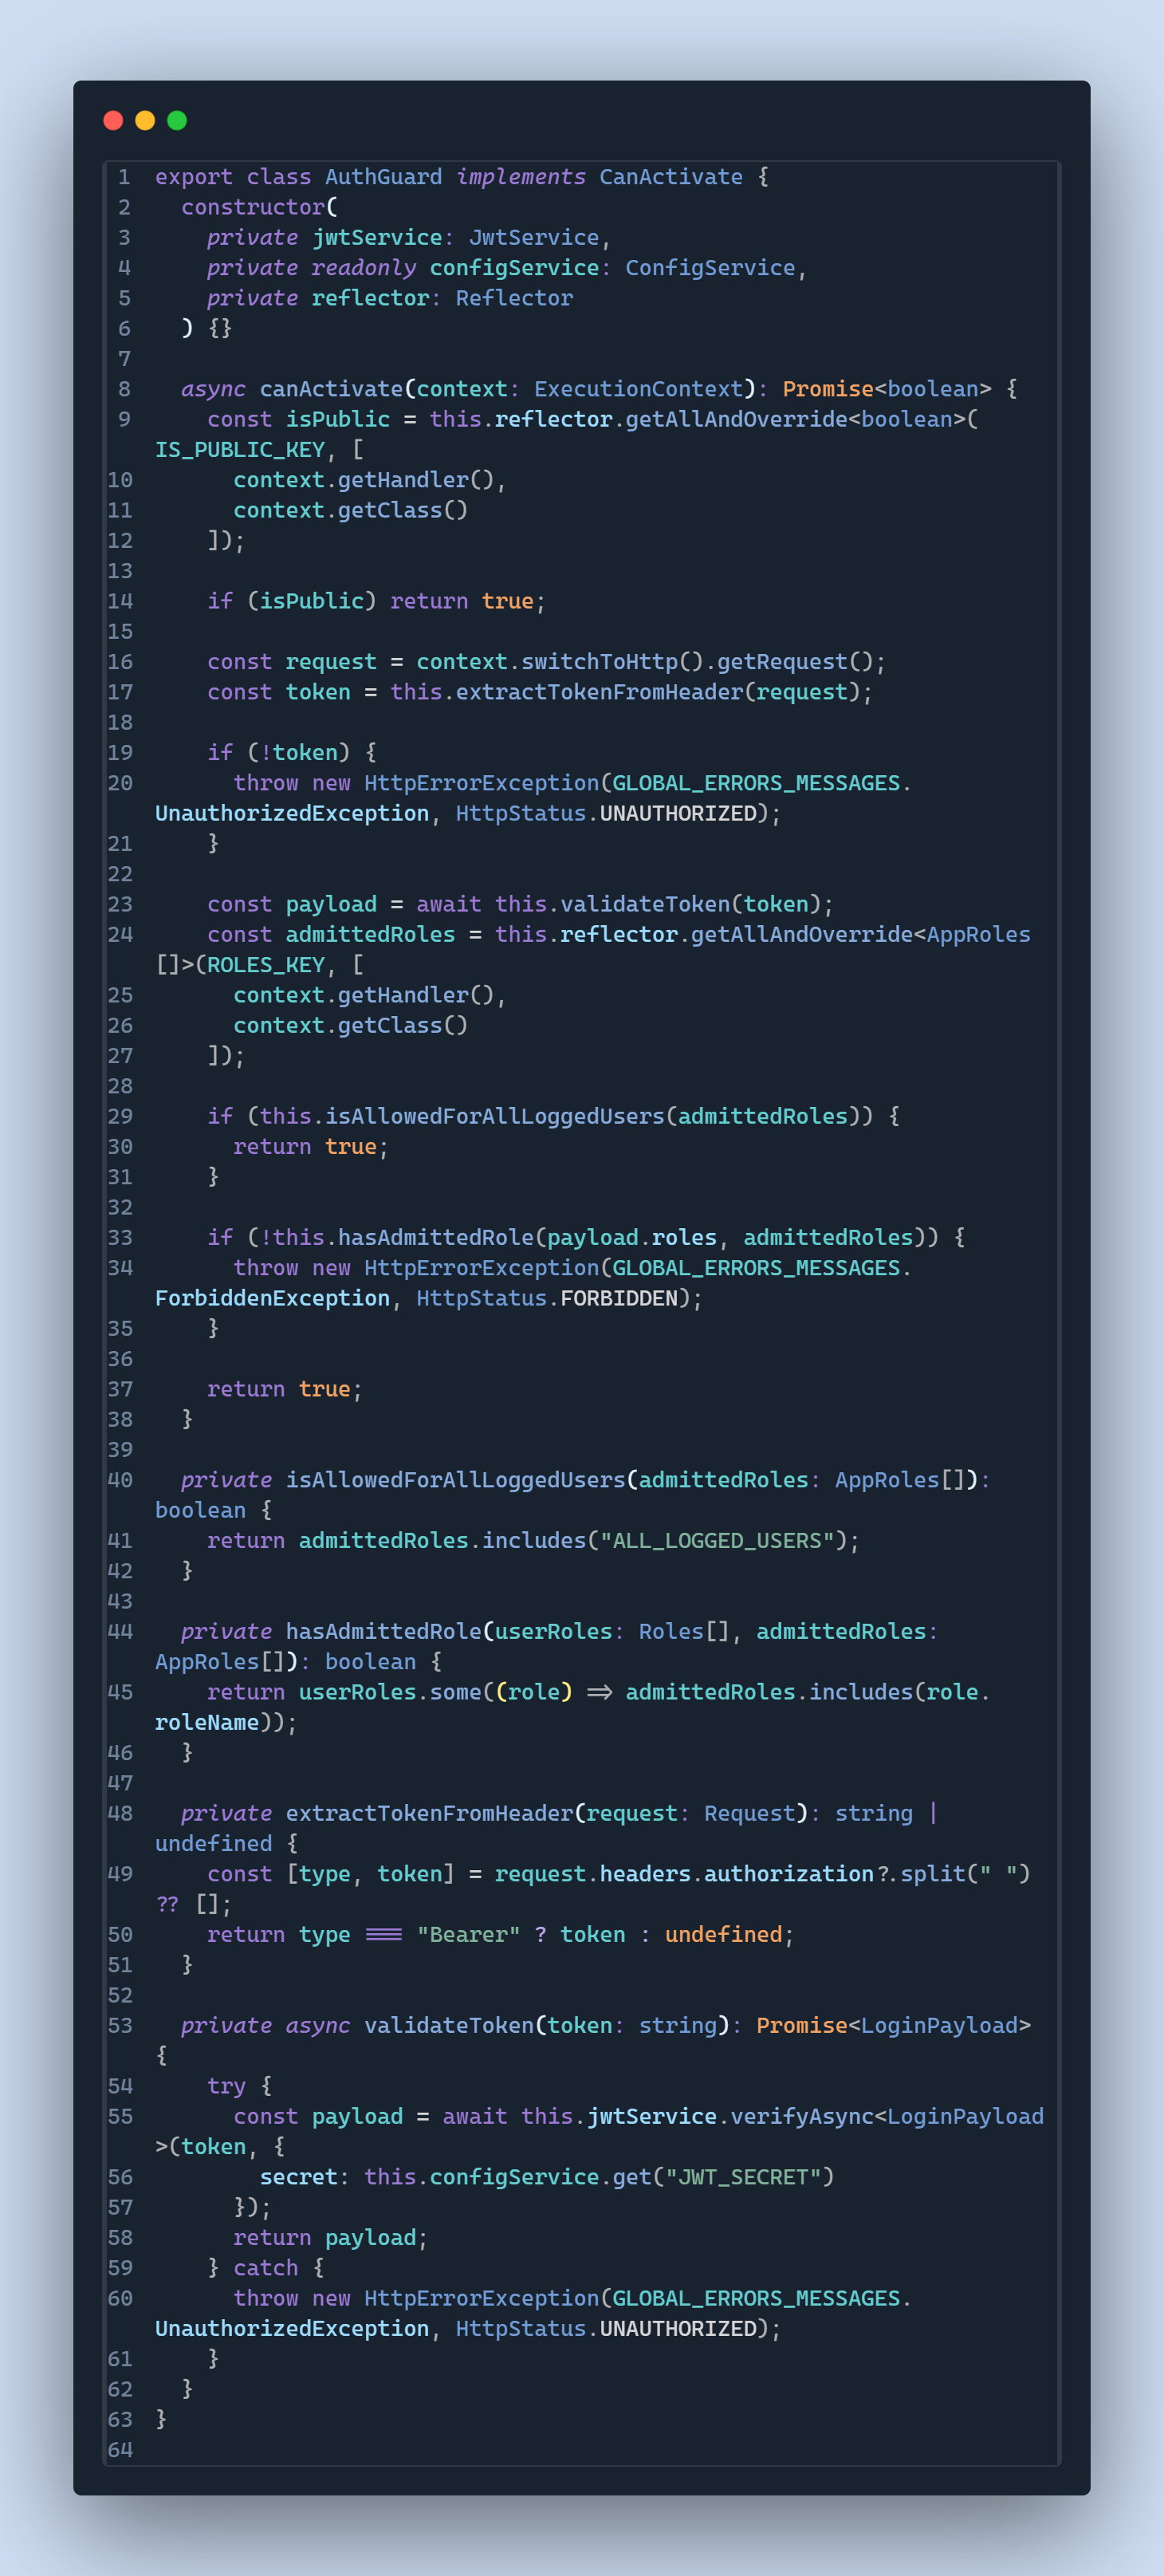 1 export class AuthGuard implements CanActivate {
2   constructor(
3     private jwtService: JwtService,
4     private readonly configService: ConfigService,
5     private reflector: Reflector
6   ) {}
7
8   async canActivate(context: ExecutionContext): Promise<boolean> {
9     const isPublic = this.reflector.getAllAndOverride<boolean>(
IS_PUBLIC_KEY, [
10       context.getHandler(),
11       context.getClass()
12     ]);
13
14     if (isPublic) return true;
15
16     const request = context.switchToHttp().getRequest();
17     const token = this.extractTokenFromHeader(request);
18
19     if (!token) {
20       throw new HttpErrorException(GLOBAL_ERRORS_MESSAGES.
UnauthorizedException, HttpStatus.UNAUTHORIZED);
21     }
22
23     const payload = await this.validateToken(token);
24     const admittedRoles = this.reflector.getAllAndOverride<AppRoles
[]>(ROLES_KEY, [
25       context.getHandler(),
26       context.getClass()
27     ]);
28
29     if (this.isAllowedForAllLoggedUsers(admittedRoles)) {
30       return true;
31     }
32
33     if (!this.hasAdmittedRole(payload.roles, admittedRoles)) {
34       throw new HttpErrorException(GLOBAL_ERRORS_MESSAGES.
ForbiddenException, HttpStatus.FORBIDDEN);
35     }
36
37     return true;
38   }
39
40   private isAllowedForAllLoggedUsers(admittedRoles: AppRoles[]):
boolean {
41     return admittedRoles.includes("ALL_LOGGED_USERS");
42   }
43
44   private hasAdmittedRole(userRoles: Roles[], admittedRoles:
AppRoles[]): boolean {
45     return userRoles.some((role) => admittedRoles.includes(role.
roleName));
46   }
47
48   private extractTokenFromHeader(request: Request): string |
undefined {
49     const [type, token] = request.headers.authorization?.split(" ")
?? [];
50     return type === "Bearer" ? token : undefined;
51   }
52
53   private async validateToken(token: string): Promise<LoginPayload>
{
54     try {
55       const payload = await this.jwtService.verifyAsync<LoginPayload
>(token, {
56         secret: this.configService.get("JWT_SECRET")
57       });
58       return payload;
59     } catch {
60       throw new HttpErrorException(GLOBAL_ERRORS_MESSAGES.
UnauthorizedException, HttpStatus.UNAUTHORIZED);
61     }
62   }
63 }
64